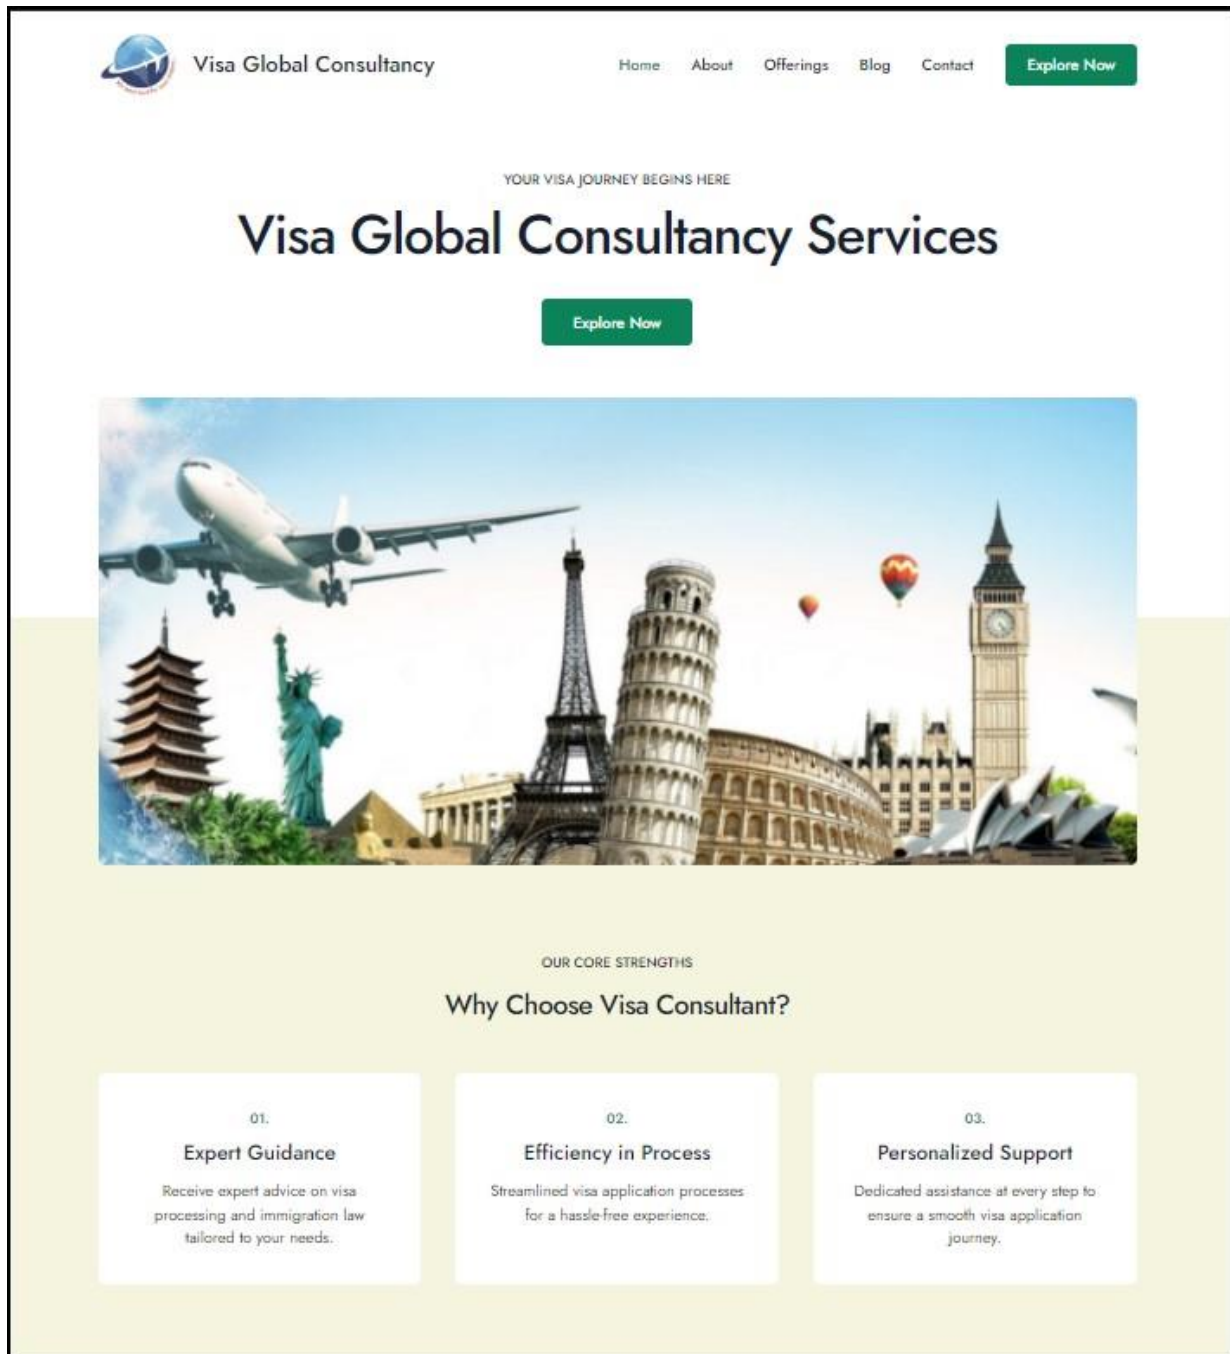 Visa Global Consultancy
Home
About
Offerings
Blog
Contact
Explore Now
YOUR VISA JOURNEY BEGINS HERE
Visa Global Consultancy Services
Explore Now
OUR CORE STRENGTHS
Why Choose Visa Consultant?
01.
Expert Guidance
Receive expert advice on visa
processing and immigration law
tailored to your needs.
02.
Efficiency in Process
Streamlined visa application processes
for a hassle-free experience.
03.
Personalized Support
Dedicated assistance at every step to
ensure a smooth visa application
journey.